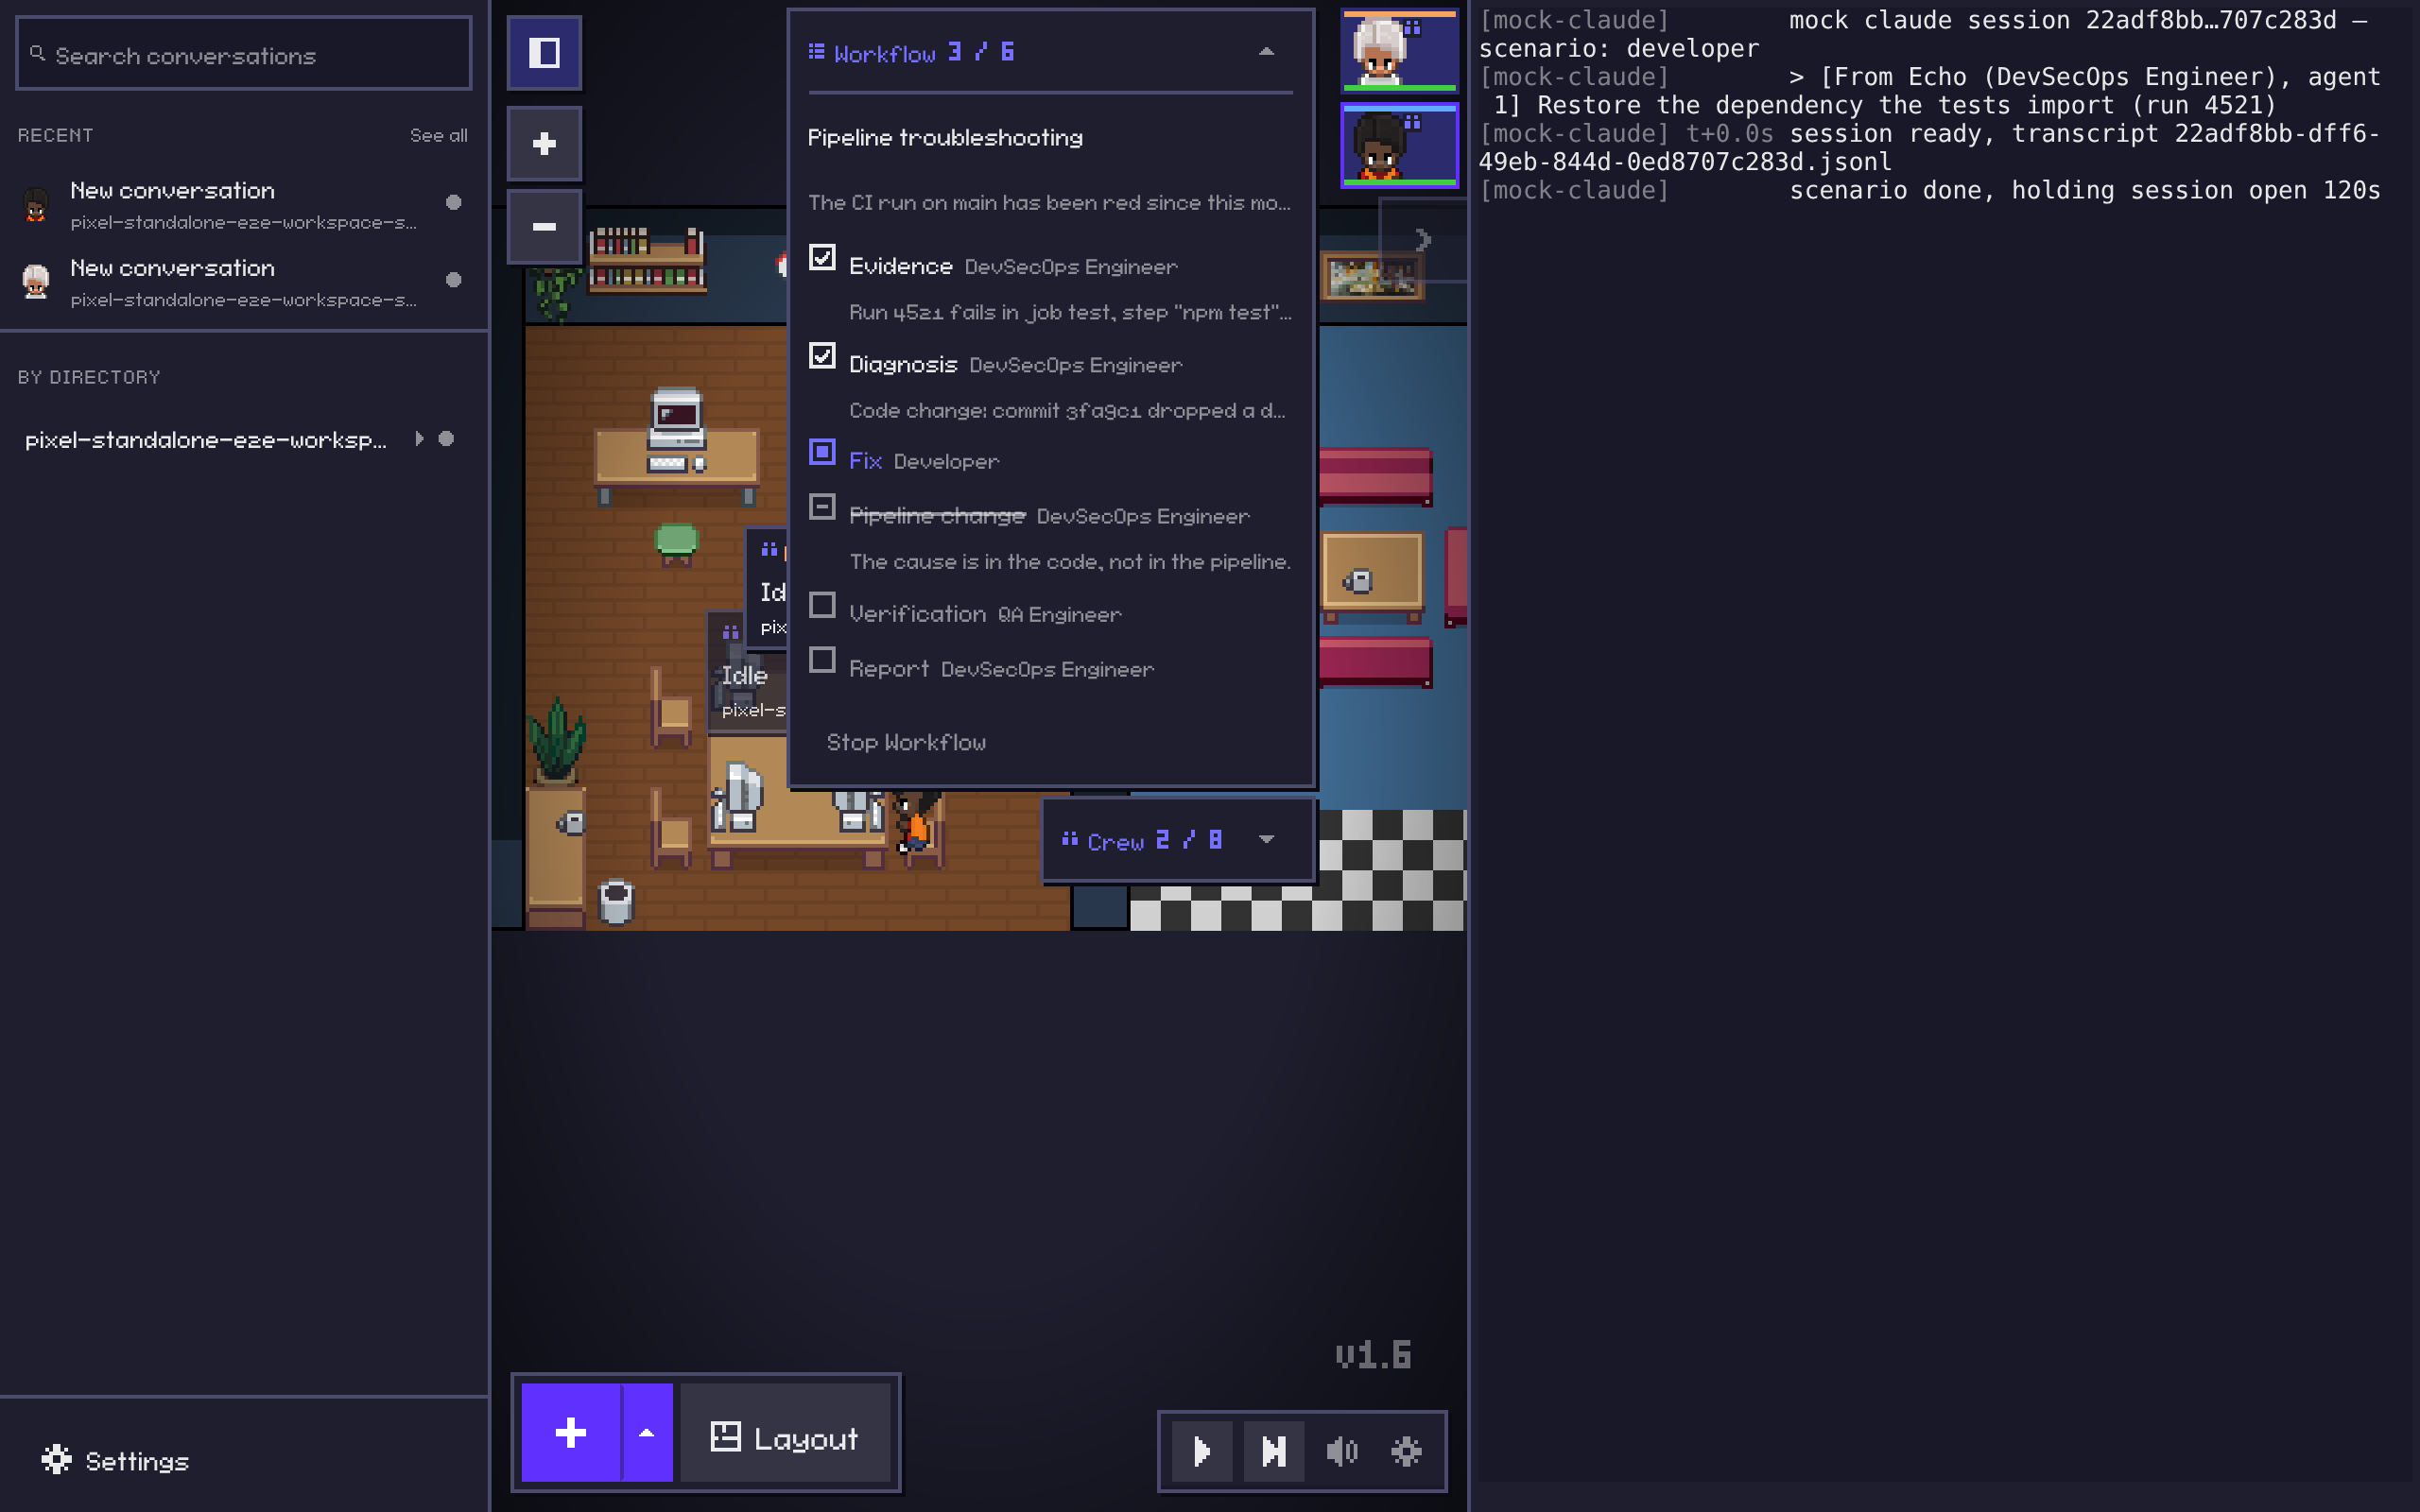 Search conversations
RECENT
See all
New conversation
pixel-standalone-e2e-workspace-s...
New conversation
pixel-standalone-e2e-workspace-s...
BY DIRECTORY
pixel-standalone-e2e-worksp...
Settings
Workflow 3 / 6
Pipeline troubleshooting
The CI run on main has been red since this mo...
Evidence DevSecOps Engineer
Run 4521 fails in job test, step "npm test"...
Diagnosis DevSecOps Engineer
Code change: commit 3fa9c1 dropped a d...
Fix Developer
Pipeline change DevSecOps Engineer
The cause is in the code, not in the pipeline.
Verification QA Engineer
Report DevSecOps Engineer
Stop Workflow
Id
pix
Idle
pixel-s
Crew 2 / 8
v1.6
Layout
[mock-claude] mock claude session 22adf8bb…707c283d —
scenario: developer
[mock-claude] > [From Echo (DevSecOps Engineer), agent
1] Restore the dependency the tests import (run 4521)
[mock-claude] t+0.0s session ready, transcript 22adf8bb-dff6-
49eb-844d-0ed8707c283d.jsonl
[mock-claude] scenario done, holding session open 120s